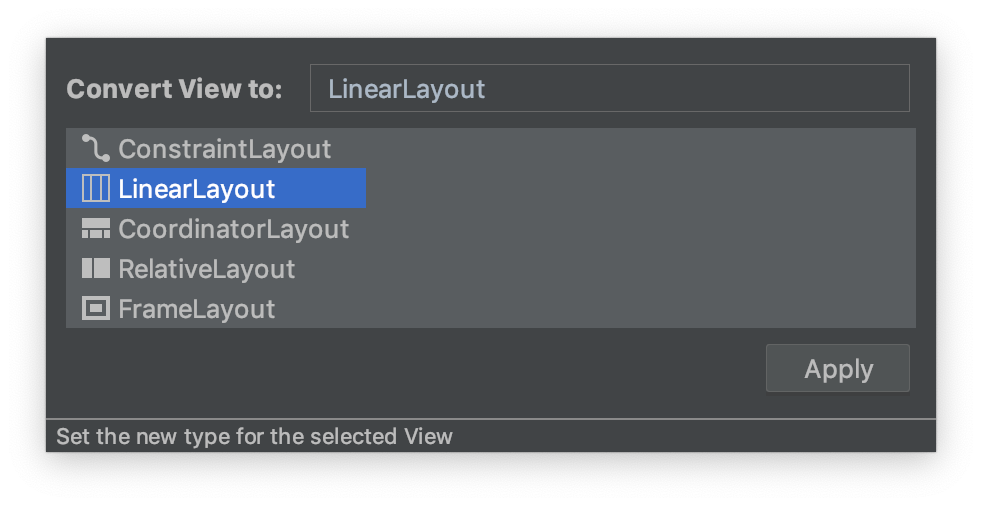 Convert View to: LinearLayout
ConstraintLayout
LinearLayout
CoordinatorLayout
RelativeLayout
FrameLayout
Apply
Set the new type for the selected View